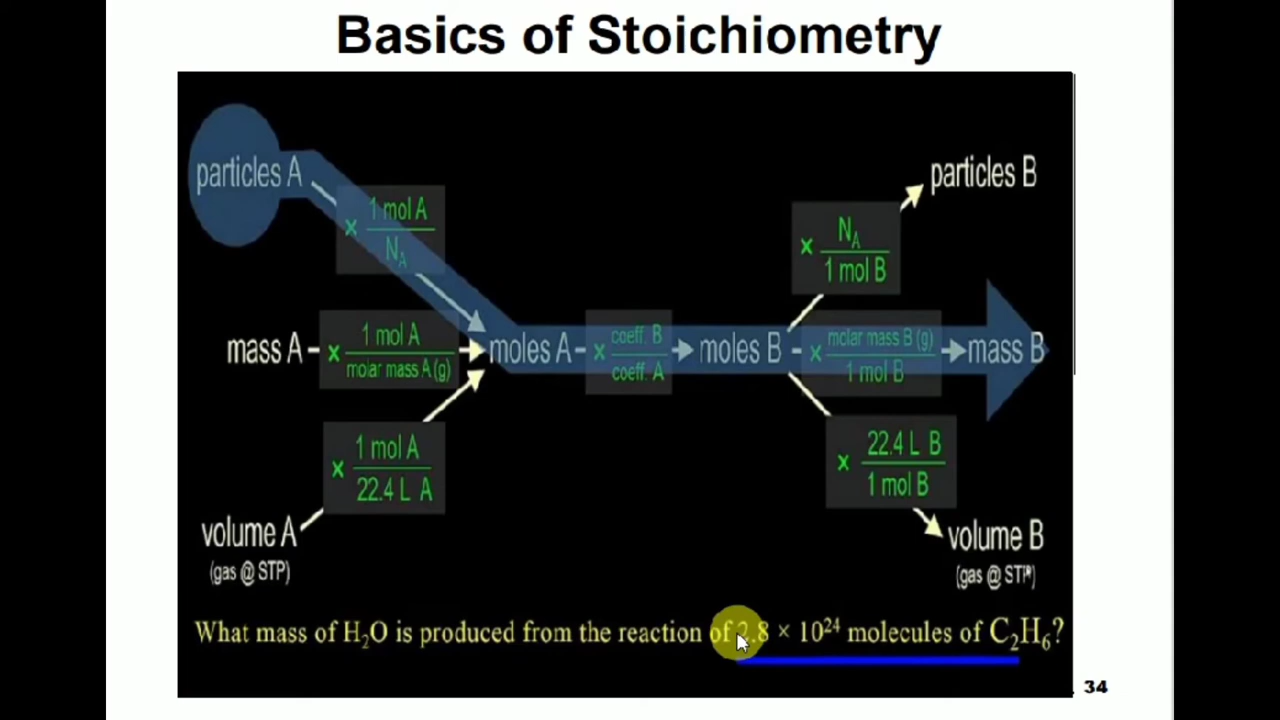 Basics of Stoichiometry
particles A
× 1 mol A
N_A
particles B
× N_A
1 mol B
mass A
× 1 mol A
molar mass A (g)
moles A
× coeff. B
coeff. A
moles B
× molar mass B (g)
1 mol B
mass B
× 1 mol A
22.4 L A
× 22.4 L B
1 mol B
volume A
(gas @ STP)
volume B
(gas @ STP)
What mass of H₂O is produced from the reaction of 2.8 × 10²⁴ molecules of C₂H₆?
34